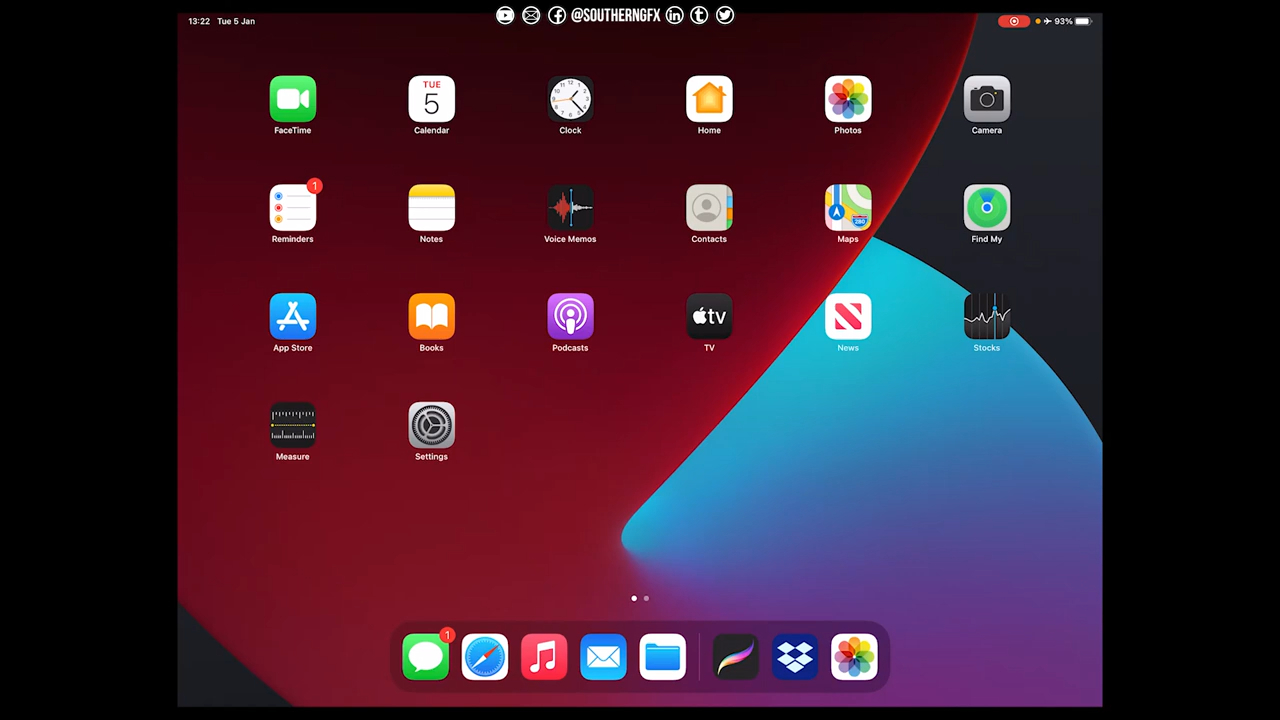 @SOUTHERNGFX
13:22 Tue 5 Jan 93%
FaceTime
TUE
5
Calendar
Clock
Home
Photos
Camera
1
Reminders
Notes
Voice Memos
Contacts
280
Maps
Find My
App Store
Books
Podcasts
tv
TV
News
Stocks
Measure
Settings
1